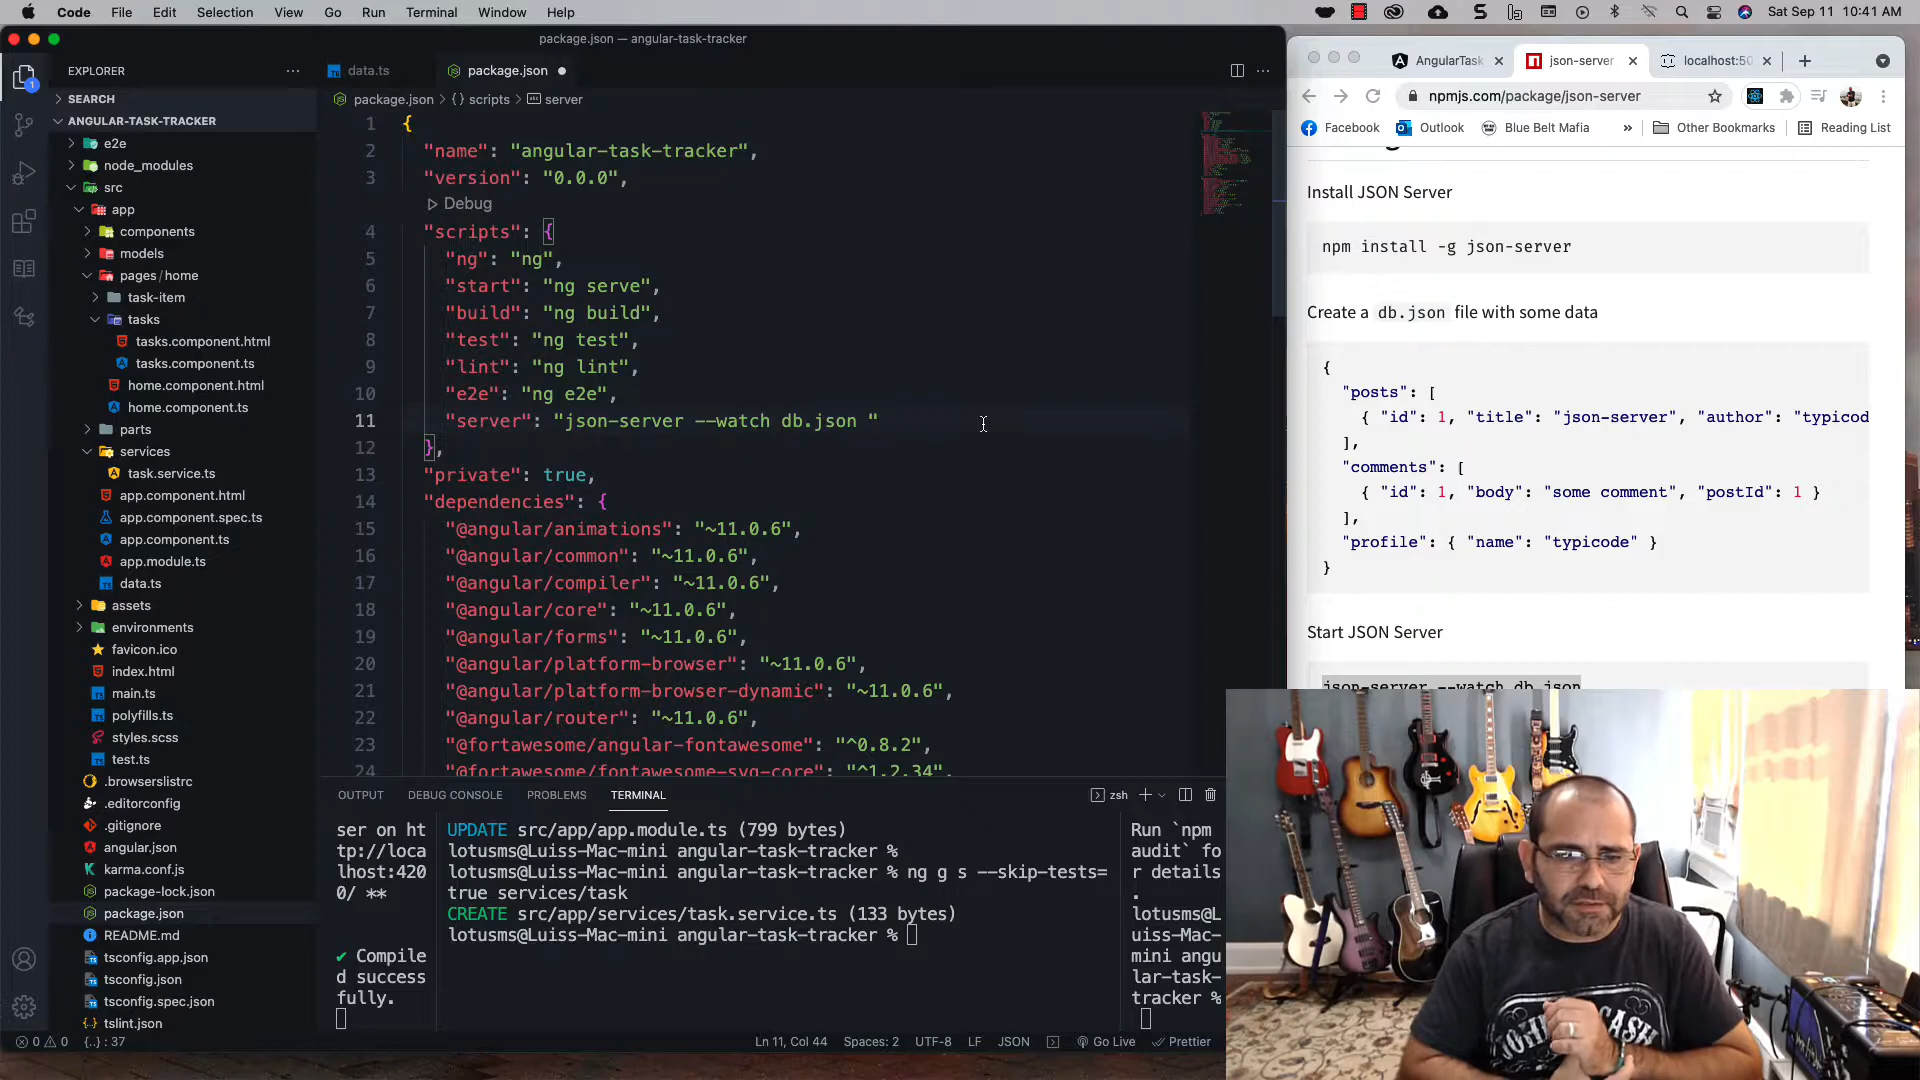 Code File Edit Selection View Go Run Terminal Window Help
Sat Sep 11 10:41 AM
package.json — angular-task-tracker
EXPLORER
SEARCH
ANGULAR-TASK-TRACKER
e2e
node_modules
src
app
components
models
pages/home
task-item
tasks
tasks.component.html
tasks.component.ts
home.component.html
home.component.ts
parts
services
task.service.ts
app.component.html
app.component.spec.ts
app.component.ts
app.module.ts
data.ts
assets
environments
favicon.ico
index.html
main.ts
polyfills.ts
styles.scss
test.ts
.browserslistrc
.editorconfig
.gitignore
angular.json
karma.conf.js
package-lock.json
package.json
README.md
tsconfig.app.json
tsconfig.json
tsconfig.spec.json
tslint.json
data.ts package.json
package.json > {} scripts > server
1 {
2 "name": "angular-task-tracker",
3 "version": "0.0.0",
Debug
4 "scripts": {
5 "ng": "ng",
6 "start": "ng serve",
7 "build": "ng build",
8 "test": "ng test",
9 "lint": "ng lint",
10 "e2e": "ng e2e",
11 "server": "json-server --watch db.json "
12 },
13 "private": true,
14 "dependencies": {
15 "@angular/animations": "~11.0.6",
16 "@angular/common": "~11.0.6",
17 "@angular/compiler": "~11.0.6",
18 "@angular/core": "~11.0.6",
19 "@angular/forms": "~11.0.6",
20 "@angular/platform-browser": "~11.0.6",
21 "@angular/platform-browser-dynamic": "~11.0.6",
22 "@angular/router": "~11.0.6",
23 "@fortawesome/angular-fontawesome": "^0.8.2",
24 "@fortawesome/fontawesome-svg-core": "^1.2.34",
OUTPUT DEBUG CONSOLE PROBLEMS TERMINAL
zsh
ser on ht
tp://loca
lhost:420
0/ **
✔ Compile
d success
fully.
UPDATE src/app/app.module.ts (799 bytes)
lotusms@Luiss-Mac-mini angular-task-tracker %
lotusms@Luiss-Mac-mini angular-task-tracker % ng g s --skip-tests=
true services/task
CREATE src/app/services/task.service.ts (133 bytes)
lotusms@Luiss-Mac-mini angular-task-tracker %
Run `npm
audit` fo
r details
.
lotusms@L
uiss-Mac-
mini angu
lar-task-
tracker %
0 0 {..} : 37
Ln 11, Col 44 Spaces: 2 UTF-8 LF JSON Go Live Prettier
AngularTask json-server localhost:50
npmjs.com/package/json-server
Facebook Outlook Blue Belt Mafia » Other Bookmarks Reading List
Install JSON Server
npm install -g json-server
Create a db.json file with some data
{
"posts": [
{ "id": 1, "title": "json-server", "author": "typicod
],
"comments": [
{ "id": 1, "body": "some comment", "postId": 1 }
],
"profile": { "name": "typicode" }
}
Start JSON Server
json-server --watch db.json
JOHNNY CASH